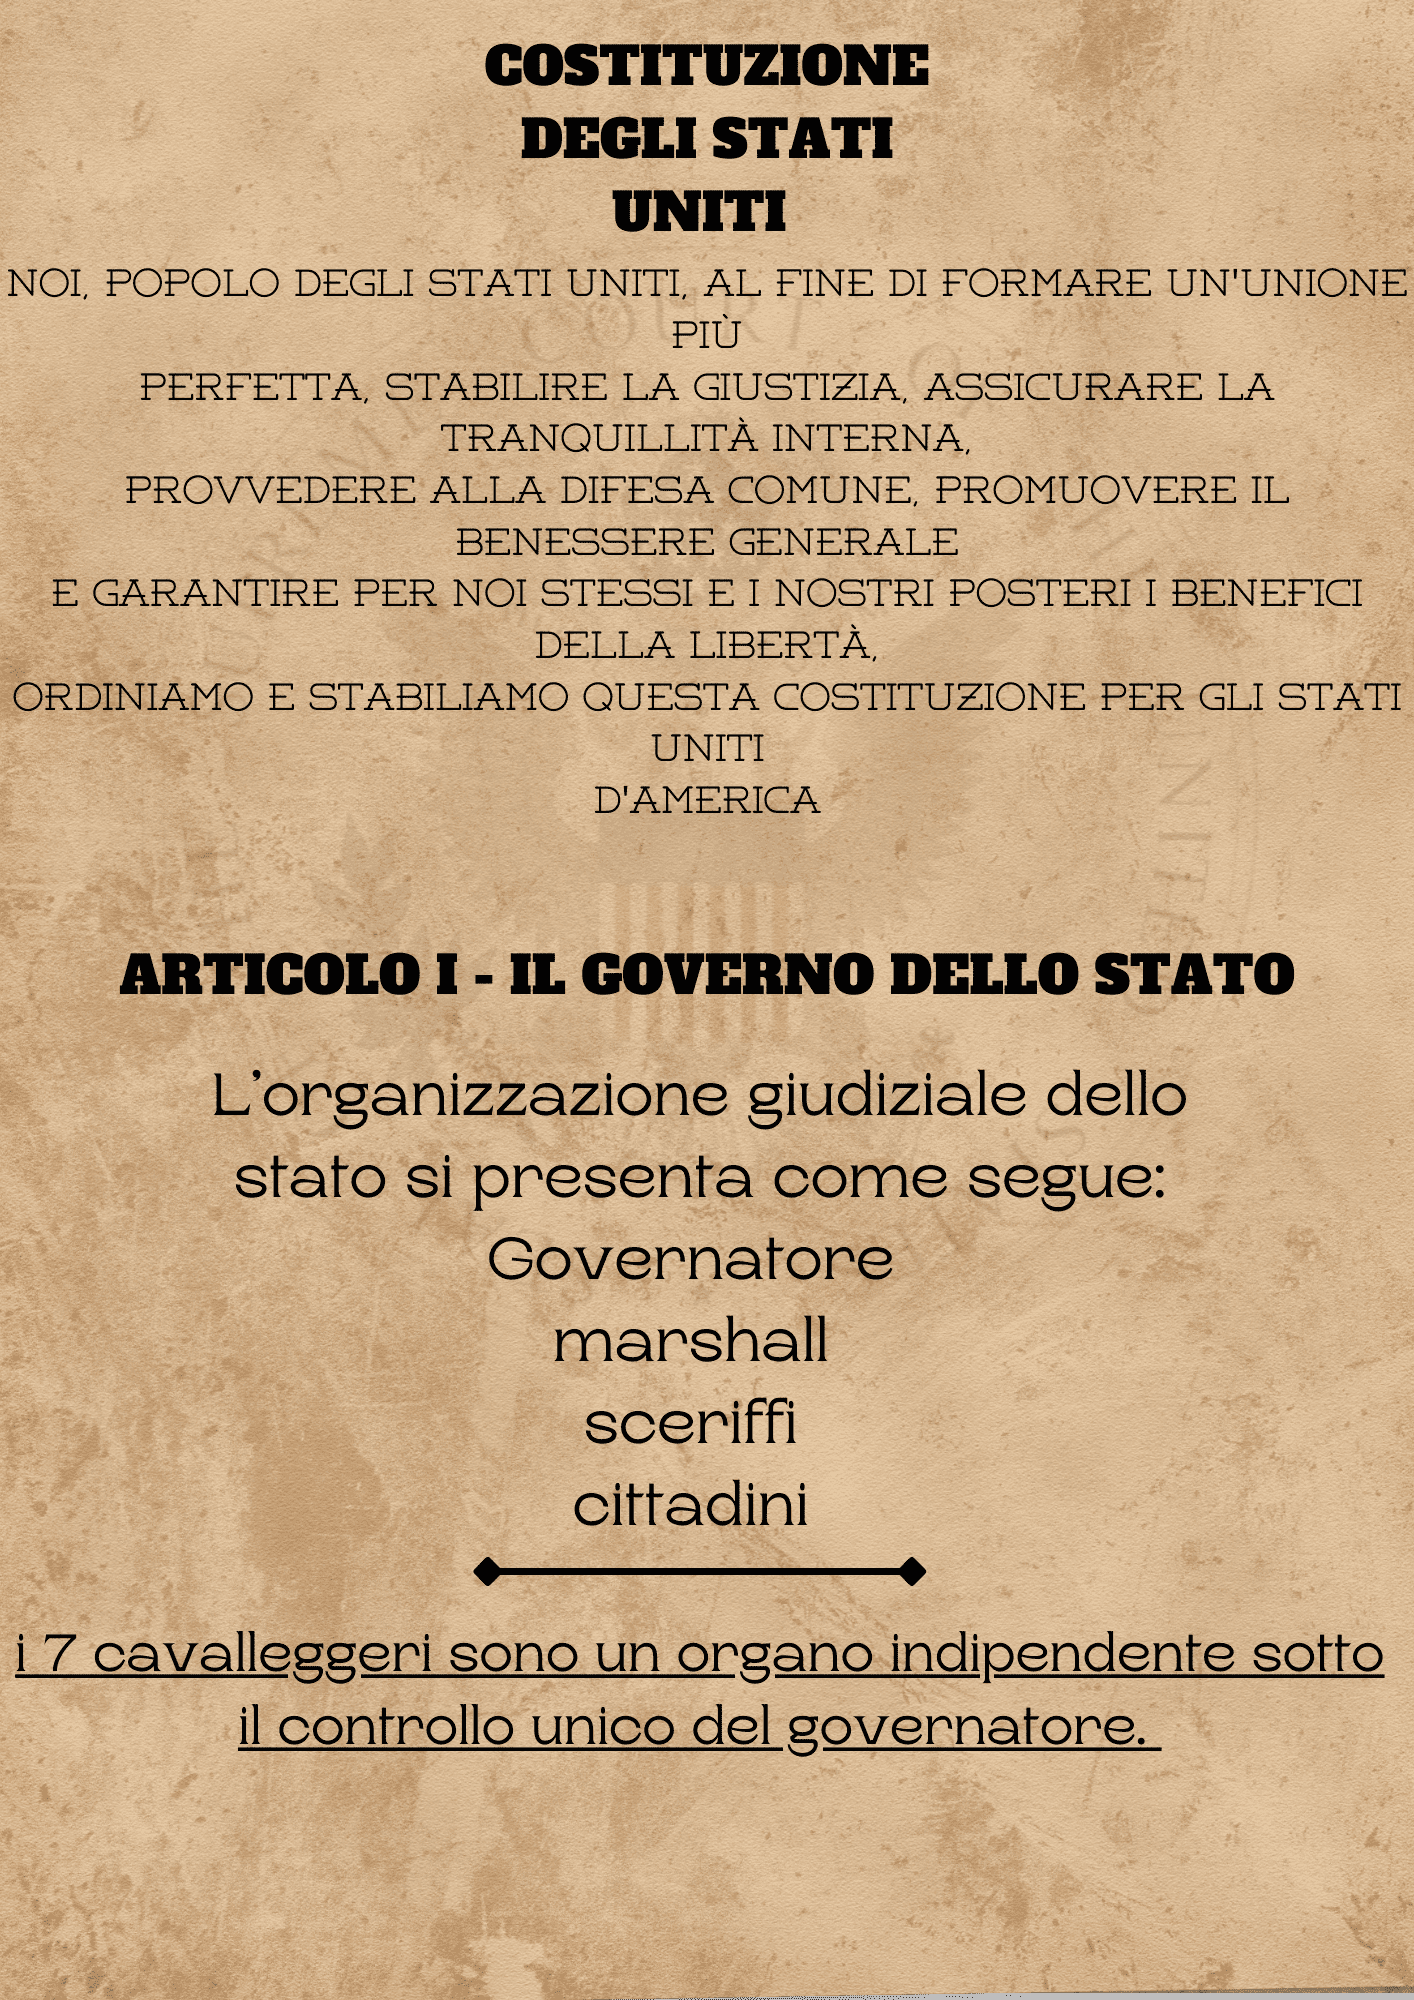 COSTITUZIONE
DEGLI STATI
UNITI
NOI, POPOLO DEGLI STATI UNITI, AL FINE DI FORMARE UN'UNIONE
PIÙ
PERFETTA, STABILIRE LA GIUSTIZIA, ASSICURARE LA
TRANQUILLITÀ INTERNA,
PROVVEDERE ALLA DIFESA COMUNE, PROMUOVERE IL
BENESSERE GENERALE
E GARANTIRE PER NOI STESSI E I NOSTRI POSTERI I BENEFICI
DELLA LIBERTÀ,
ORDINIAMO E STABILIAMO QUESTA COSTITUZIONE PER GLI STATI
UNITI
D'AMERICA
ARTICOLO I - IL GOVERNO DELLO STATO
L’organizzazione giudiziale dello
stato si presenta come segue:
Governatore
marshall
sceriffi
cittadini
i 7 cavalleggeri sono un organo indipendente sotto
il controllo unico del governatore.